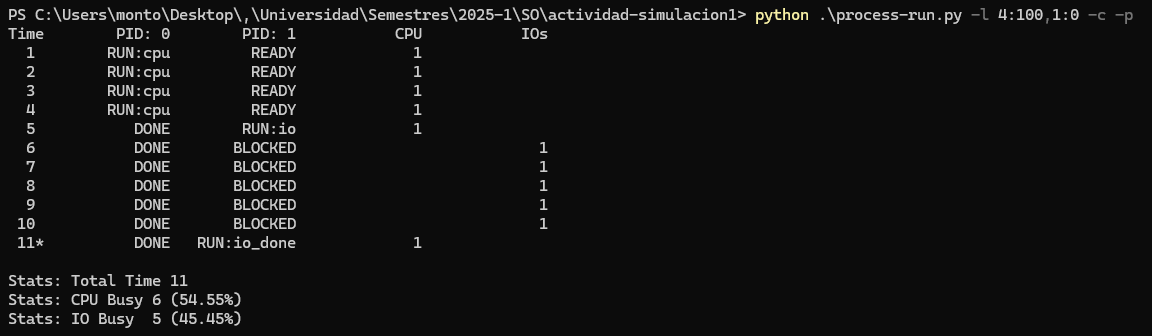 PS C:\Users\monto\Desktop\,\Universidad\Semestres\2025-1\SO\actividad-simulacion1> python .\process-run.py -l 4:100,1:0 -c -p
Time        PID: 0        PID: 1           CPU           IOs
  1        RUN:cpu         READY             1
  2        RUN:cpu         READY             1
  3        RUN:cpu         READY             1
  4        RUN:cpu         READY             1
  5           DONE        RUN:io             1
  6           DONE       BLOCKED                           1
  7           DONE       BLOCKED                           1
  8           DONE       BLOCKED                           1
  9           DONE       BLOCKED                           1
 10           DONE       BLOCKED                           1
 11*          DONE   RUN:io_done             1
Stats: Total Time 11
Stats: CPU Busy 6 (54.55%)
Stats: IO Busy  5 (45.45%)